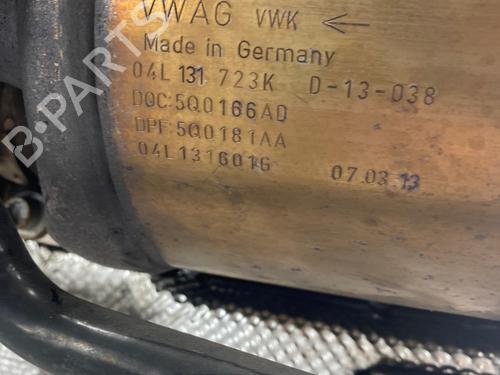 VWAG VWK ←
Made in Germany
04L 131 723K D-13-038
DOC:5Q0166AD
DPF:5Q0181AA
04L131601G 07.03.13
B-PARTS